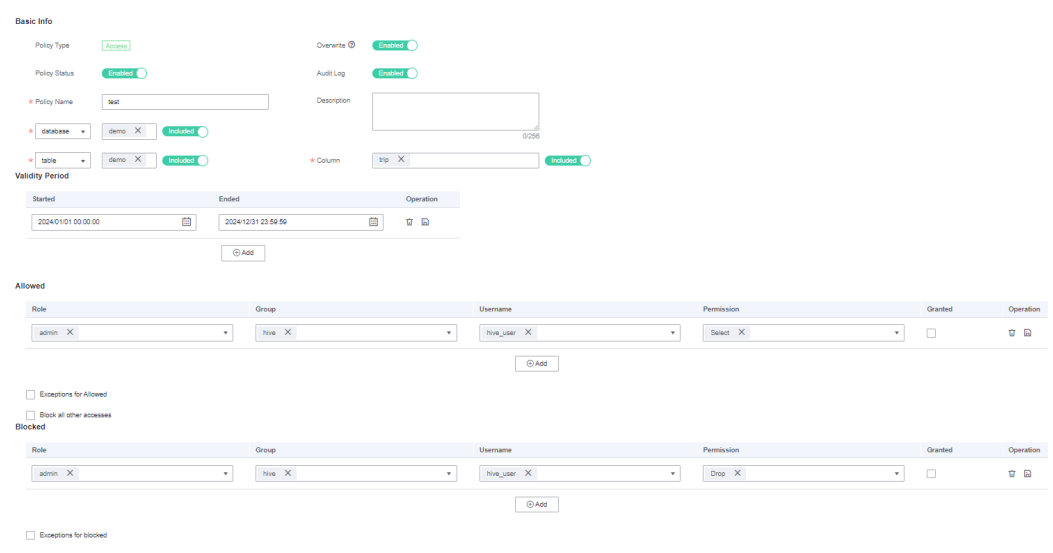 Basic Info
Policy Type Access Overwrite Enabled
Policy Status Enabled Audit Log Enabled
* Policy Name test Description
0/256
* database demo Included
* table demo Included * Column trip Included
Validity Period
Started Ended Operation
2024/01/01 00:00:00 2024/12/31 23:59:59
Add
Allowed
Role Group Username Permission Granted Operation
admin hive hive_user Select
Add
Exceptions for Allowed
Block all other accesses
Blocked
Role Group Username Permission Granted Operation
admin hive hive_user Drop
Add
Exceptions for blocked